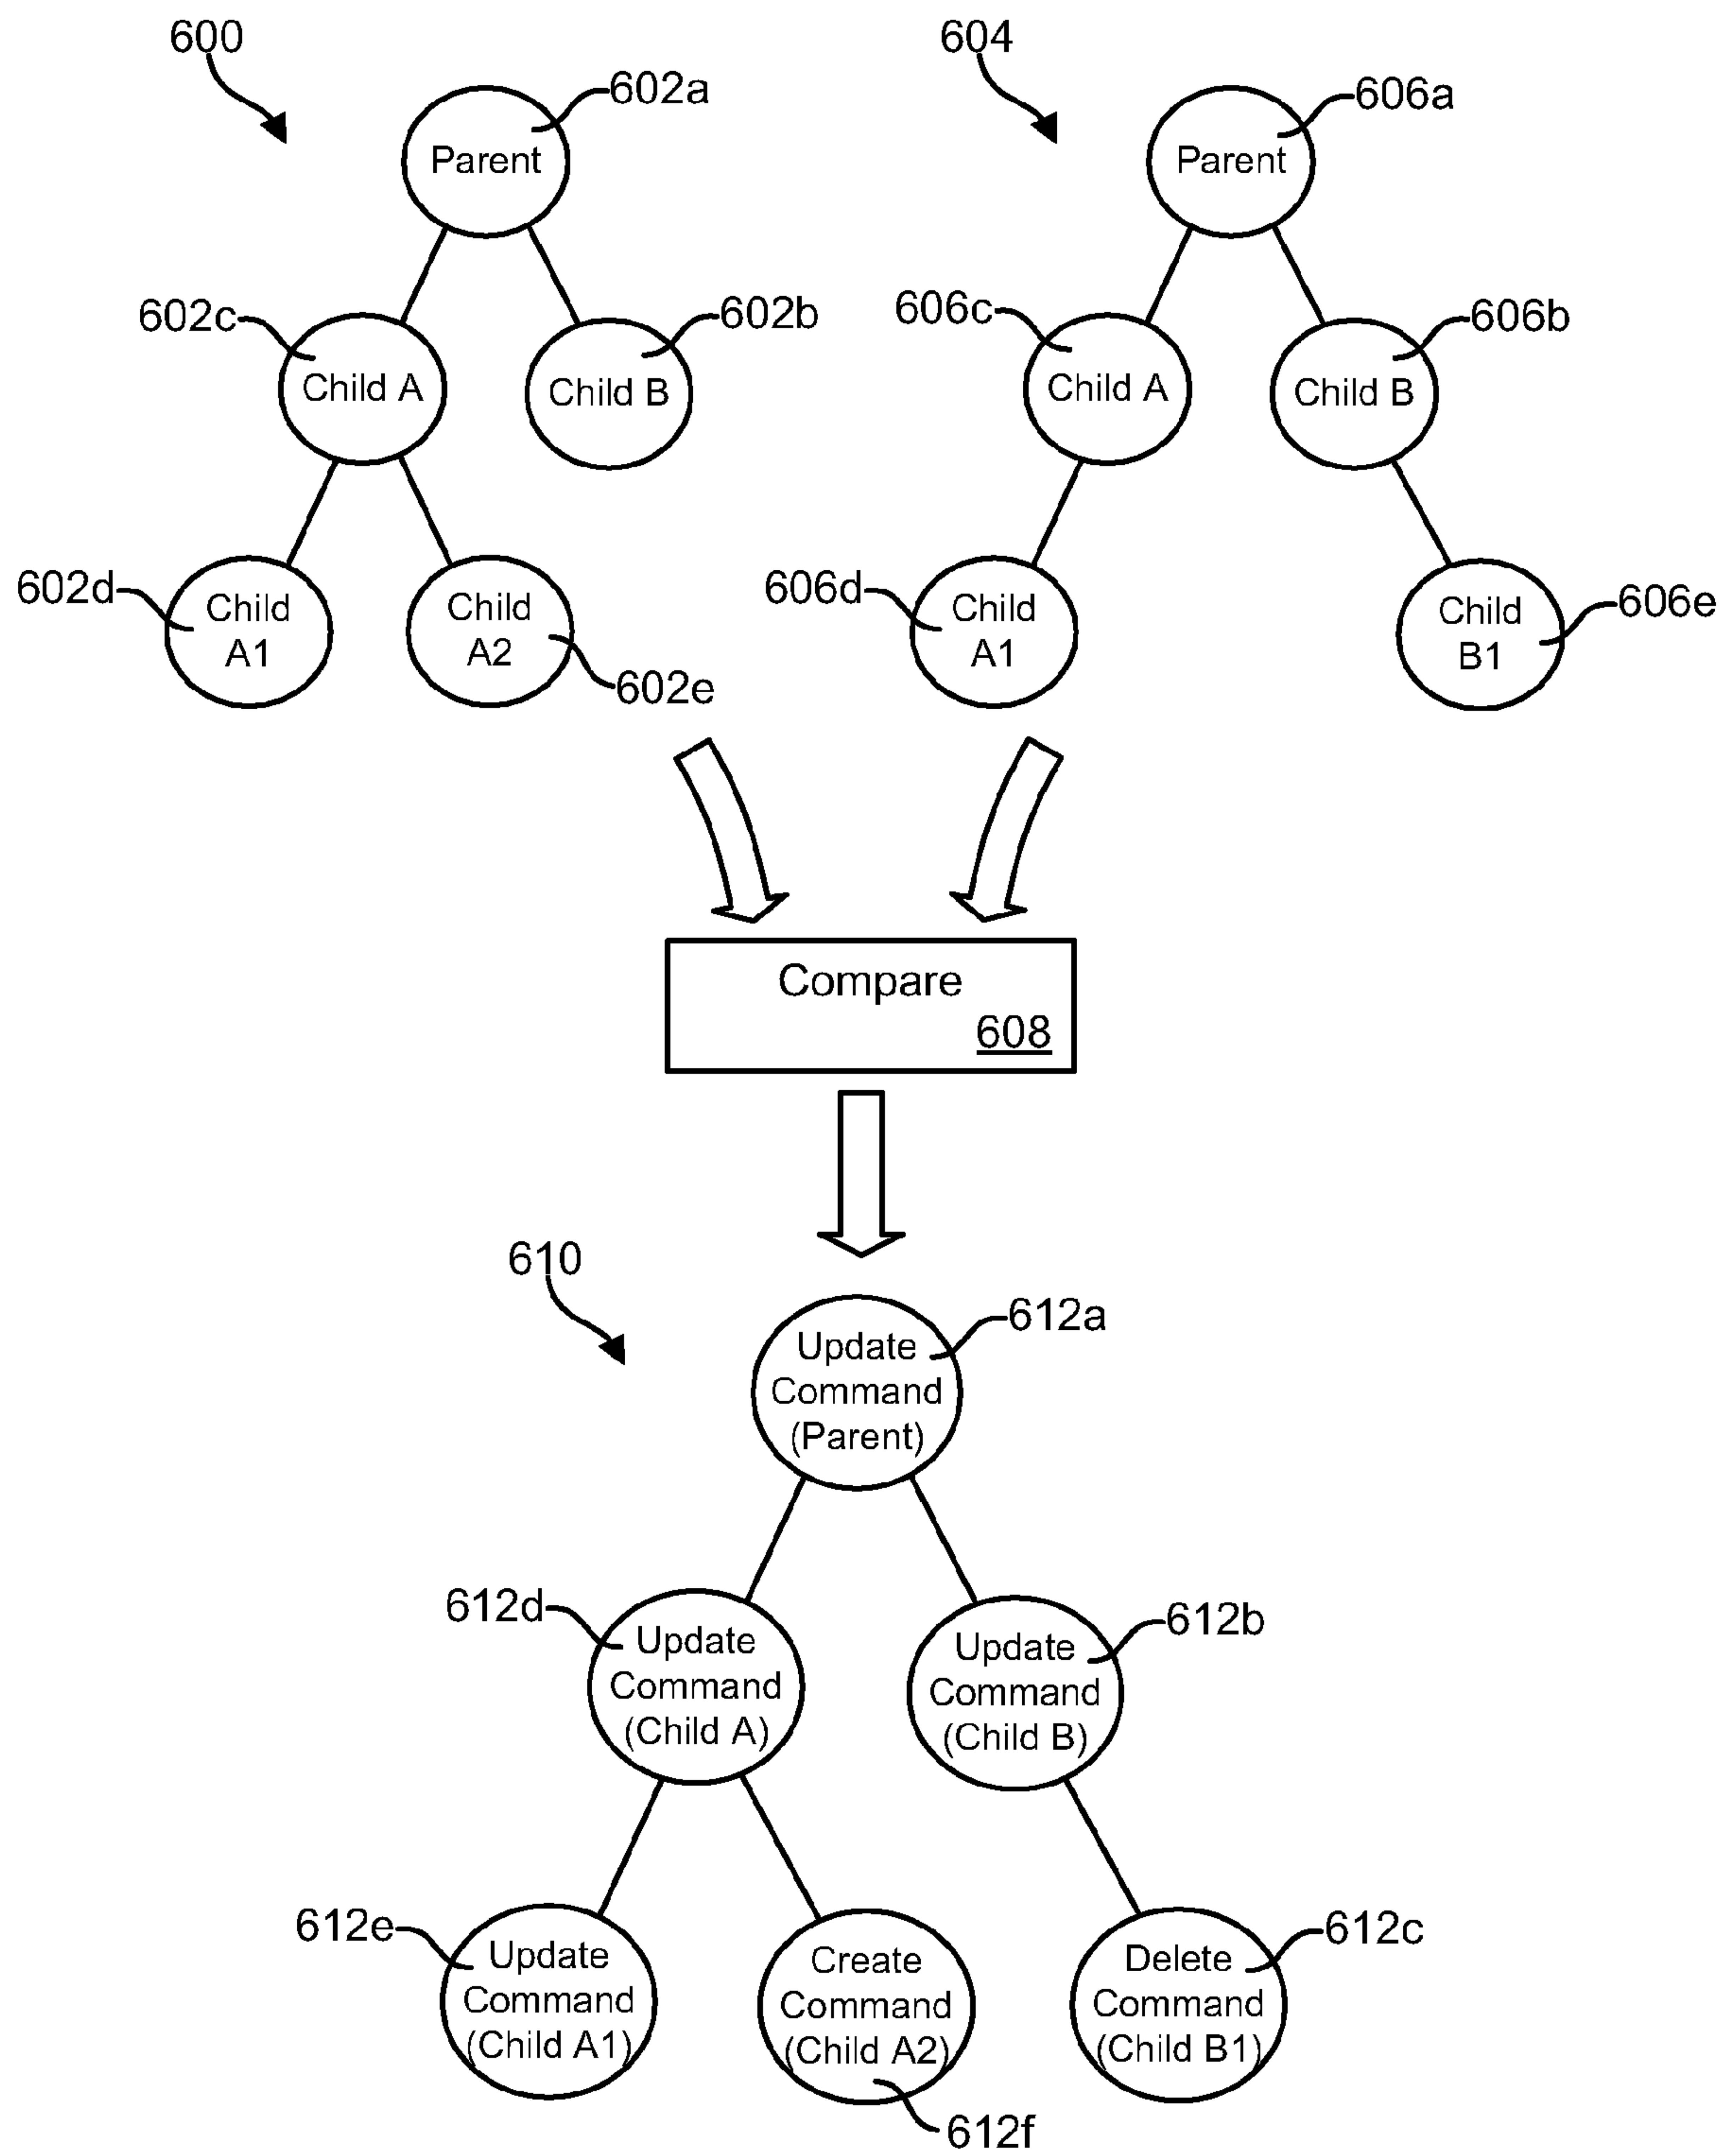 600
604
602a
606a
Parent
Parent
602c
602b
606c
606b
Child A
Child B
Child A
Child B
602d
Child
A1
Child
A2
602e
606d
Child
A1
Child
B1
606e
Compare
608
610
612a
Update
Command
(Parent)
612d
Update
Command
(Child A)
612b
Update
Command
(Child B)
612e
Update
Command
(Child A1)
Create
Command
(Child A2)
612f
612c
Delete
Command
(Child B1)